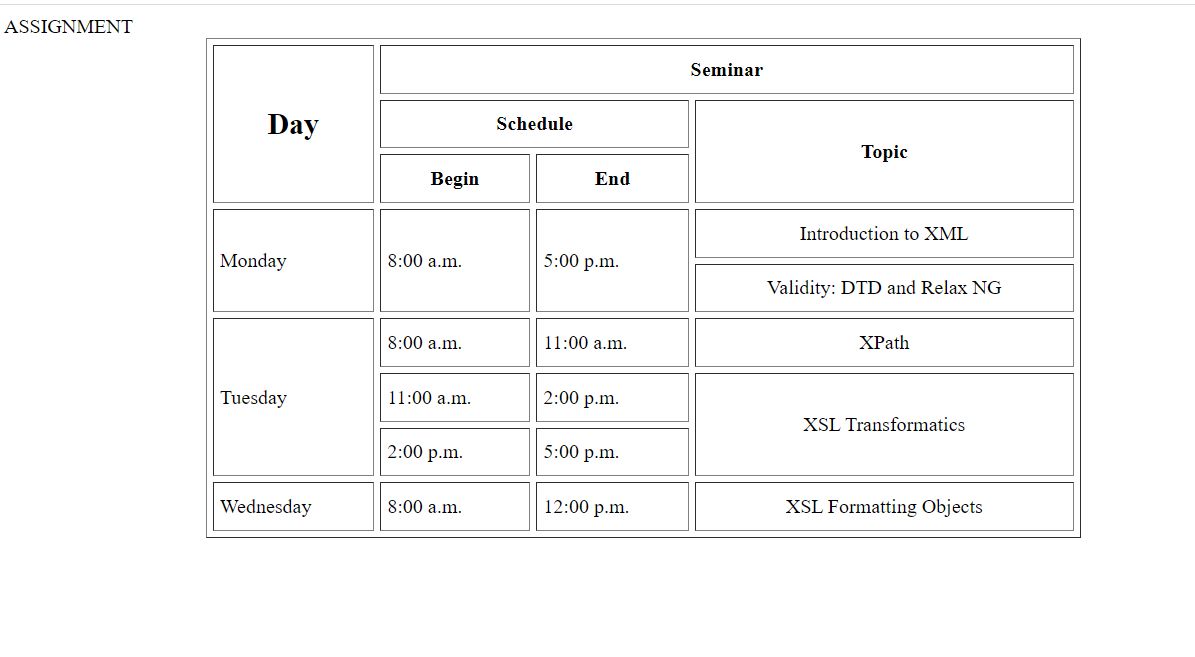 ASSIGNMENT
Day
Seminar
Schedule
Topic
Begin
End
Monday
8:00 a.m.
5:00 p.m.
Introduction to XML
Validity: DTD and Relax NG
Tuesday
8:00 a.m.
11:00 a.m.
XPath
11:00 a.m.
2:00 p.m.
XSL Transformatics
2:00 p.m.
5:00 p.m.
Wednesday
8:00 a.m.
12:00 p.m.
XSL Formatting Objects